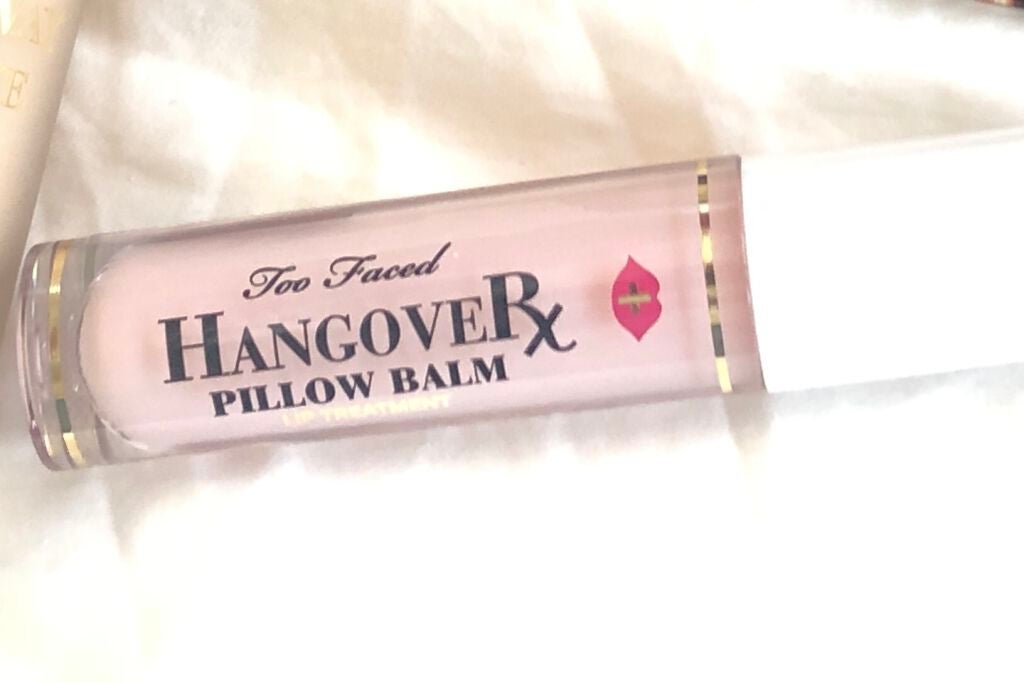 Too Faced
HANGOVERx
PILLOW BALM
LIP TREATMENT
E